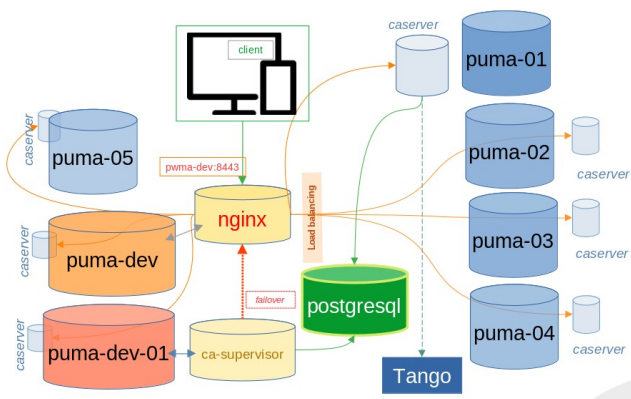 caserver
client
puma-01
caserver
puma-05
puma-02
caserver
pwma-dev:8443
nginx
Load balancing
puma-dev
caserver
puma-03
caserver
failover
postgresql
puma-dev-01
caserver
ca-supervisor
puma-04
caserver
Tango